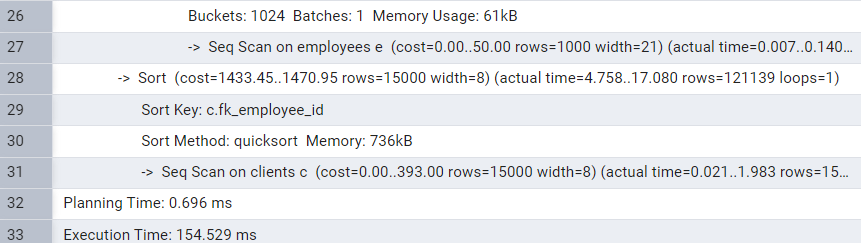 26 Buckets: 1024 Batches: 1 Memory Usage: 61kB
27 -> Seq Scan on employees e (cost=0.00..50.00 rows=1000 width=21) (actual time=0.007..0.140...
28 -> Sort (cost=1433.45..1470.95 rows=15000 width=8) (actual time=4.758..17.080 rows=121139 loops=1)
29 Sort Key: c.fk_employee_id
30 Sort Method: quicksort Memory: 736kB
31 -> Seq Scan on clients c (cost=0.00..393.00 rows=15000 width=8) (actual time=0.021..1.983 rows=15...
32 Planning Time: 0.696 ms
33 Execution Time: 154.529 ms